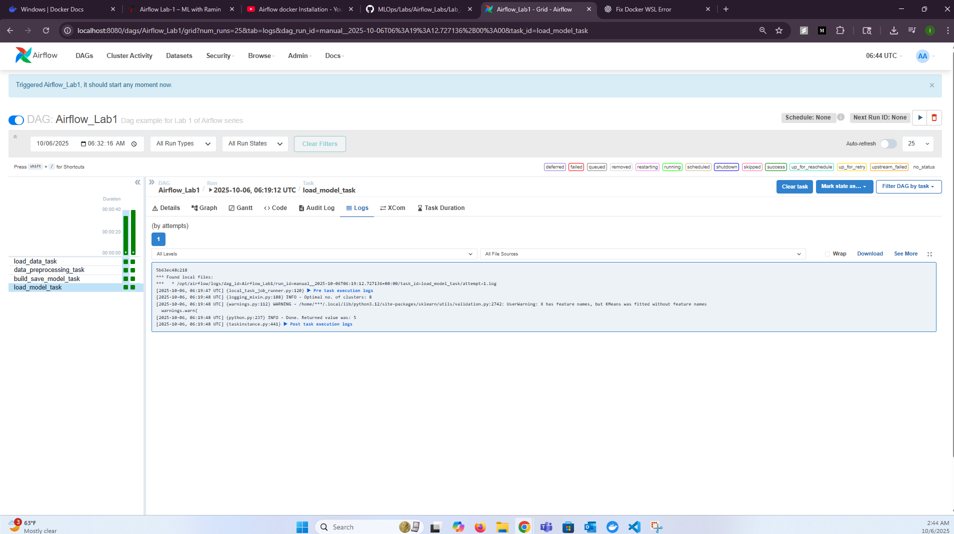 Windows | Docker Docs
Airflow Lab-1 – ML with Ramin
Airflow docker Installation - You
MLOps/Labs/Airflow_Labs/Lab_
Airflow_Lab1 - Grid - Airflow
Fix Docker WSL Error
localhost:8080/dags/Airflow_Lab1/grid?num_runs=25&tab=logs&dag_run_id=manual__2025-10-06T06%3A19%3A12.727136%2B00%3A00&task_id=load_model_task
Airflow DAGs Cluster Activity Datasets Security Browse Admin Docs 06:44 UTC AA
Triggered Airflow_Lab1, it should start any moment now.
DAG: Airflow_Lab1 Dag example for Lab 1 of Airflow series Schedule: None Next Run ID: None
10/06/2025 06:32:16 AM All Run Types All Run States Clear Filters Auto-refresh 25
Press shift + / for Shortcuts deferred failed queued removed restarting running scheduled shutdown skipped success up_for_reschedule up_for_retry upstream_failed no_status
DAG Run Task
Airflow_Lab1 2025-10-06, 06:19:12 UTC load_model_task Clear task Mark state as... Filter DAG by task
Duration
00:00:40
00:00:20
00:00:00
load_data_task
data_preprocessing_task
build_save_model_task
load_model_task
Details Graph Gantt Code Audit Log Logs XCom Task Duration
(by attempts)
1
All Levels All File Sources Wrap Download See More
5b63ec40c210
*** Found local files:
*** * /opt/airflow/logs/dag_id=Airflow_Lab1/run_id=manual__2025-10-06T06:19:12.727136+00:00/task_id=load_model_task/attempt=1.log
[2025-10-06, 06:19:47 UTC] {local_task_job_runner.py:120} ▶ Pre task execution logs
[2025-10-06, 06:19:48 UTC] {logging_mixin.py:188} INFO - Optimal no. of clusters: 8
[2025-10-06, 06:19:48 UTC] {warnings.py:112} WARNING - /home/***/.local/lib/python3.12/site-packages/sklearn/utils/validation.py:2742: UserWarning: X has feature names, but KMeans was fitted without feature names
warnings.warn(
[2025-10-06, 06:19:48 UTC] {python.py:237} INFO - Done. Returned value was: 5
[2025-10-06, 06:19:48 UTC] {taskinstance.py:441} ▶ Post task execution logs
3
63°F
Mostly clear
Search
2:44 AM
10/6/2025